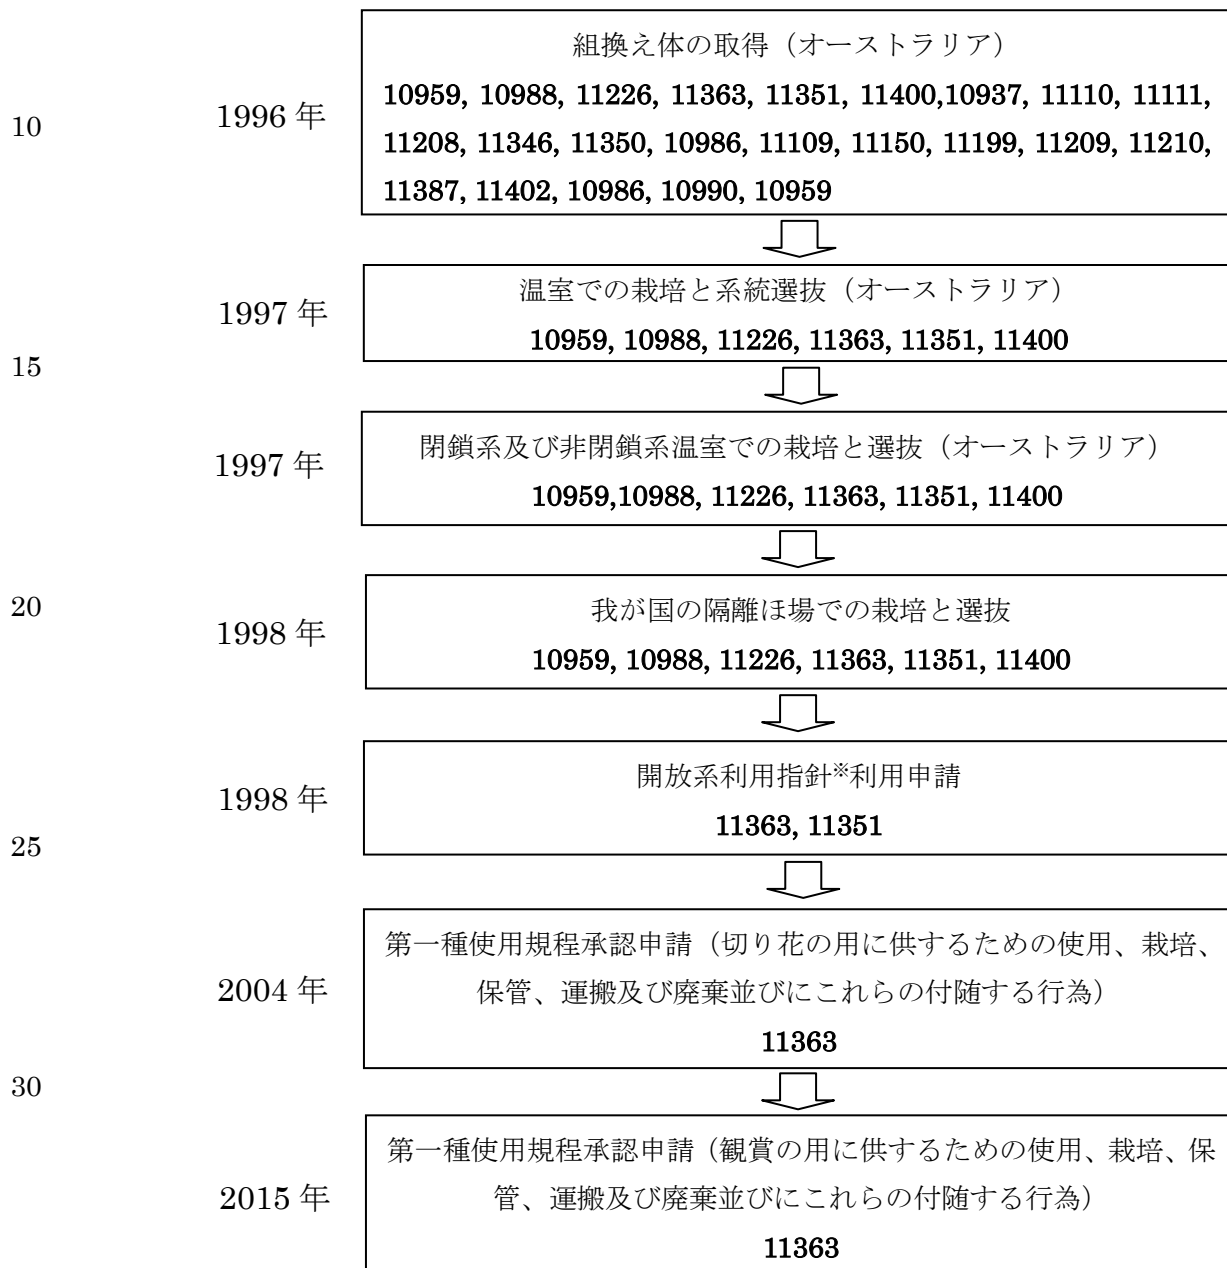 組換え体の取得（オーストラリア）
10959, 10988, 11226, 11363, 11351, 11400,10937, 11110, 11111,
10
1996 年
11208, 11346, 11350, 10986, 11109, 11150, 11199, 11209, 11210,
11387, 11402, 10986, 10990, 10959
温室での栽培と系統選抜（オーストラリア）
1997 年
10959, 10988, 11226, 11363, 11351, 11400
15
閉鎖系及び非閉鎖系温室での栽培と選抜（オーストラリア）
1997 年
10959,10988, 11226, 11363, 11351, 11400
20
我が国の隔離ほ場での栽培と選抜
1998 年
10959, 10988, 11226, 11363, 11351, 11400
開放系利用指針※利用申請
1998 年
11363, 11351
25
第一種使用規程承認申請（切り花の用に供するための使用、栽培、
2004 年
保管、運搬及び廃棄並びにこれらの付随する行為）
11363
30
第一種使用規程承認申請（観賞の用に供するための使用、栽培、保
2015 年
管、運搬及び廃棄並びにこれらの付随する行為）
11363